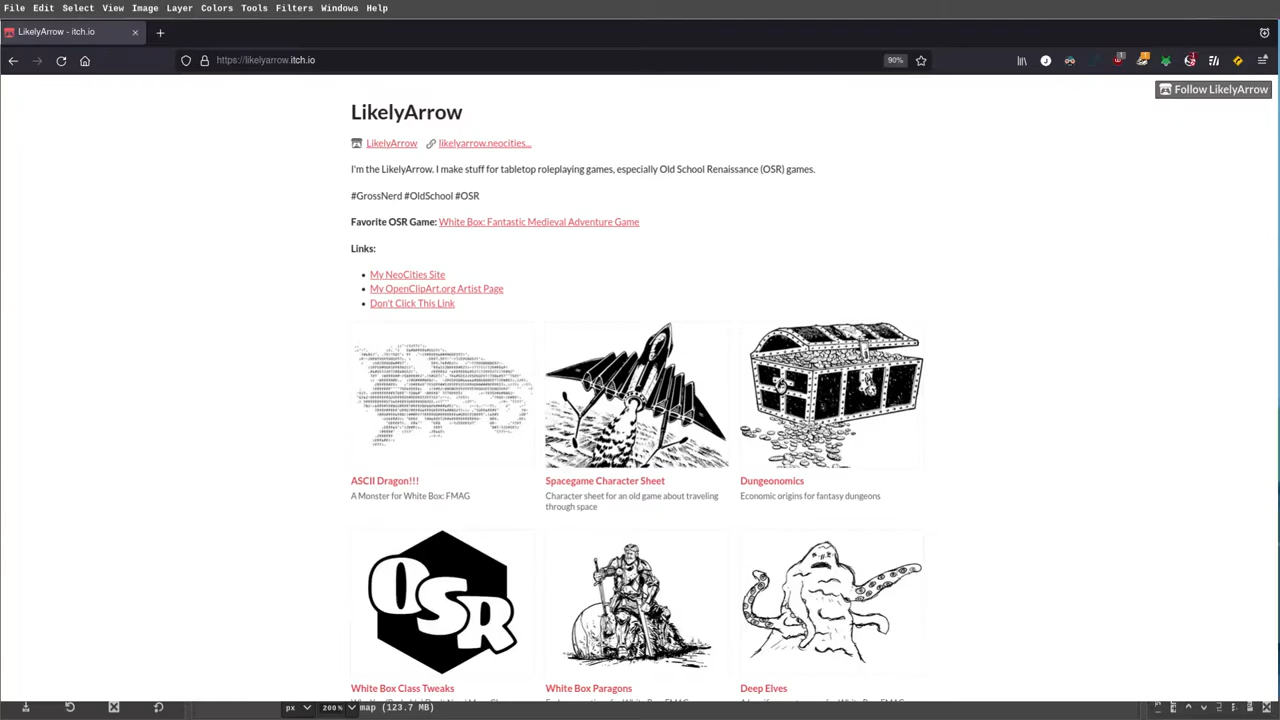 File Edit Select View Image Layer Colors Tools Filters Windows Help
LikelyArrow - itch.io
https://likelyarrow.itch.io
90%
Follow LikelyArrow
LikelyArrow
LikelyArrow likelyarrow.neocities...
I'm the LikelyArrow. I make stuff for tabletop roleplaying games, especially Old School Renaissance (OSR) games.
#GrossNerd #OldSchool #OSR
Favorite OSR Game: White Box: Fantastic Medieval Adventure Game
Links:
• My NeoCities Site
• My OpenClipArt.org Artist Page
• Don't Click This Link
ASCII Dragon!!!
A Monster for White Box: FMAG
Spacegame Character Sheet
Character sheet for an old game about traveling
through space
Dungeonomics
Economic origins for fantasy dungeons
OSR
White Box Class Tweaks
White Box Paragons
Deep Elves
px 200% map (123.7 MB)